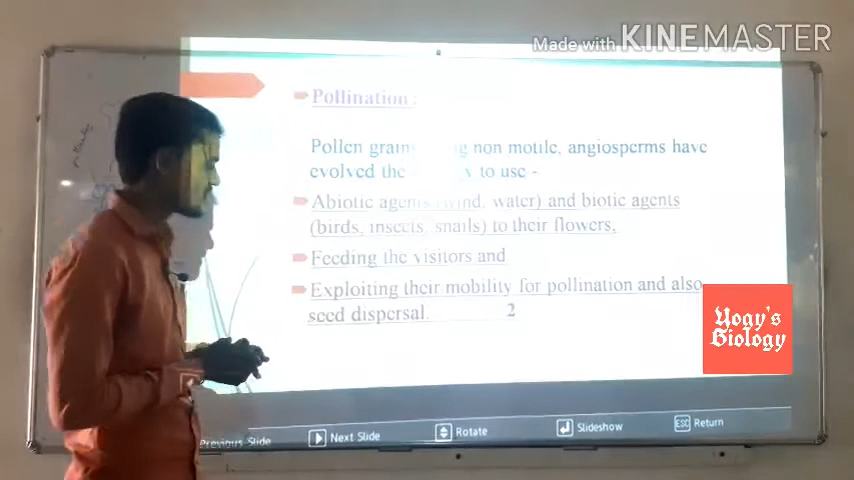 Made with KINEMASTER
Pollination :
Pollen grains non motile, angiosperms have
evolved the to use -
Abiotic agents (wind, water) and biotic agents
(birds, insects, snails) to their flowers,
Feeding the visitors and
Exploiting their mobility for pollination and also
seed dispersal.
2
Yogy's
Biology
Previous Slide
Next Slide
Rotate
Slideshow
ESC Return